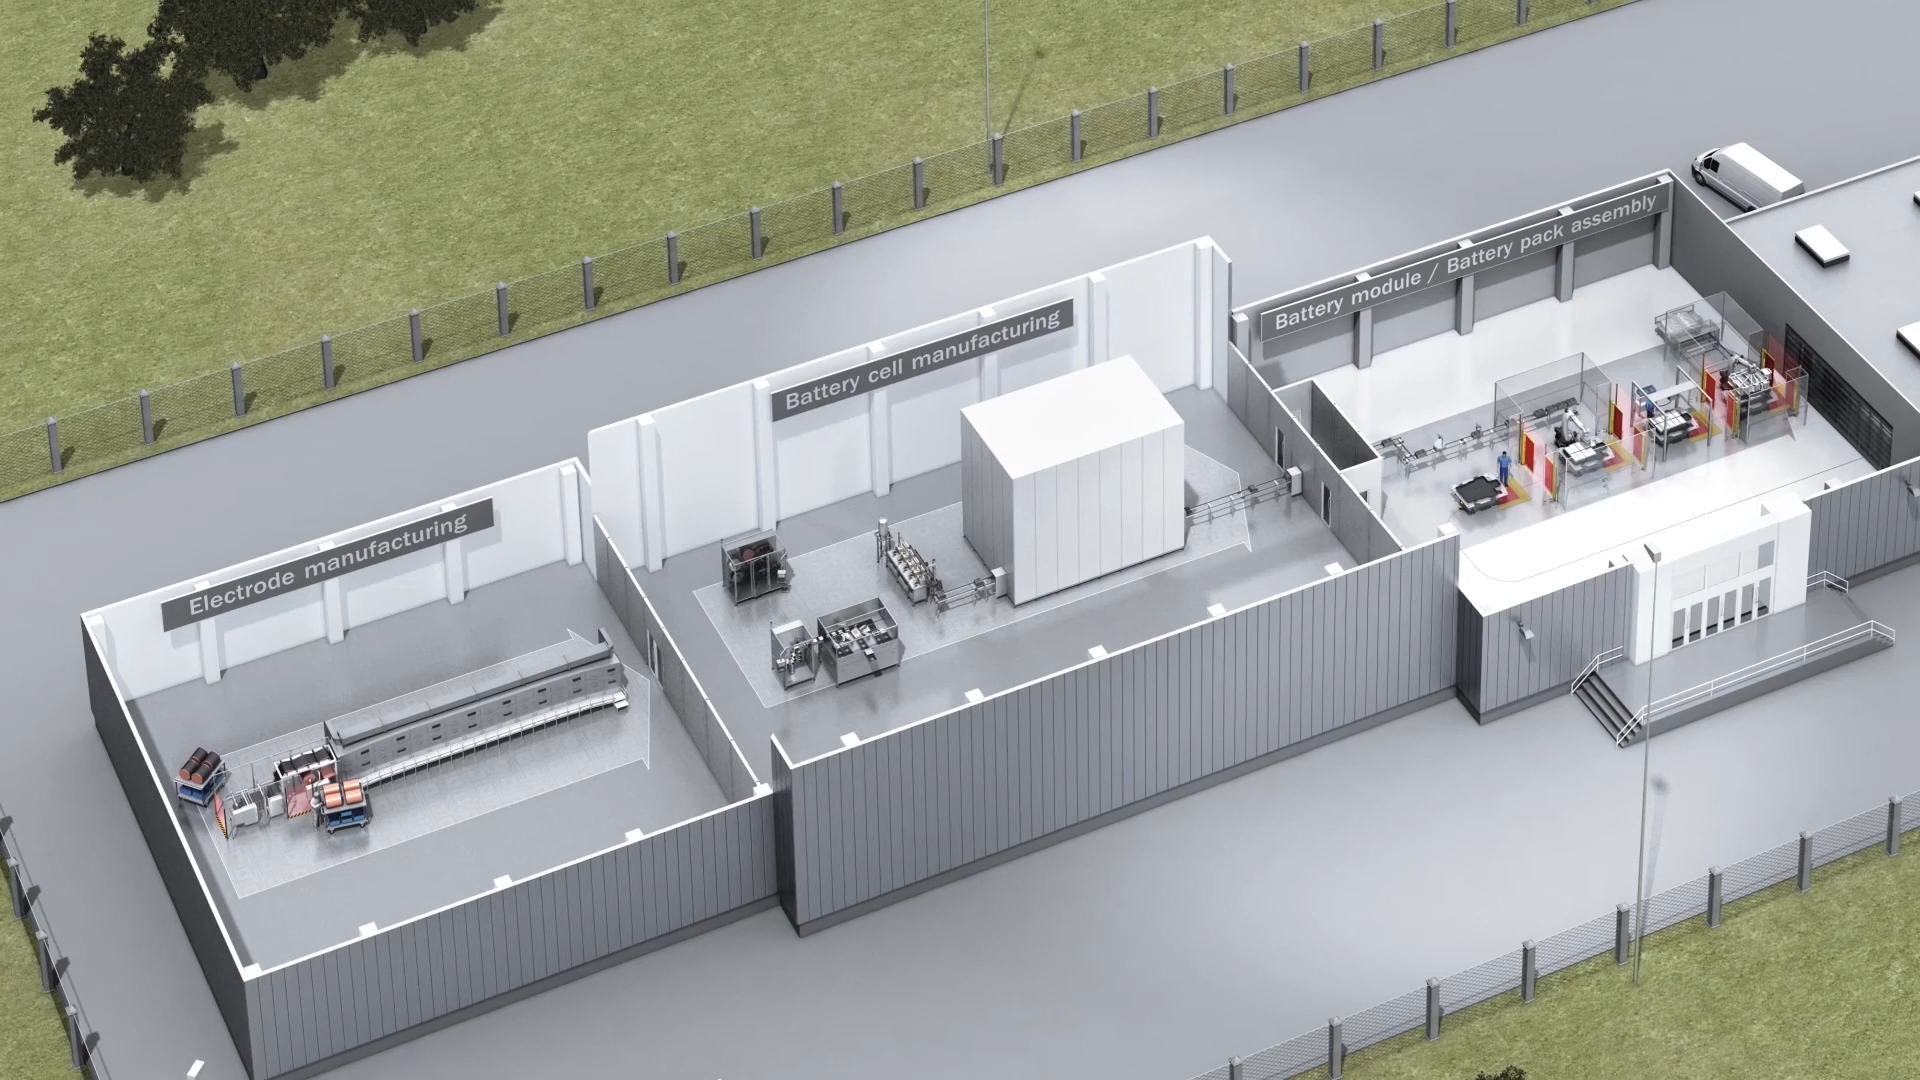 Electrode manufacturing
Battery cell manufacturing
Battery module / Battery pack assembly